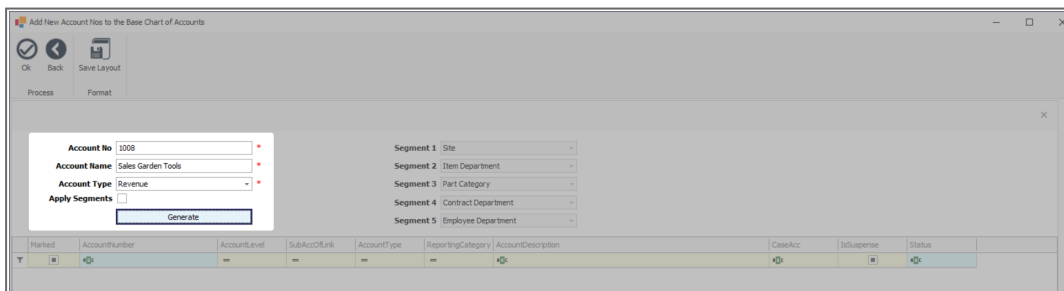 Add New Account Nos to the Base Chart of Accounts
Ok Back Save Layout
Process Format
Account No 1008 * Segment 1 Site
Account Name Sales Garden Tools * Segment 2 Item Department
Account Type Revenue * Segment 3 Part Category
Apply Segments Segment 4 Contract Department
Generate Segment 5 Employee Department
Marked AccountNumber AccountLevel SubAccOfLink AccountType ReportingCategory AccountDescription CaseAcc IsSuspense Status
= = = =